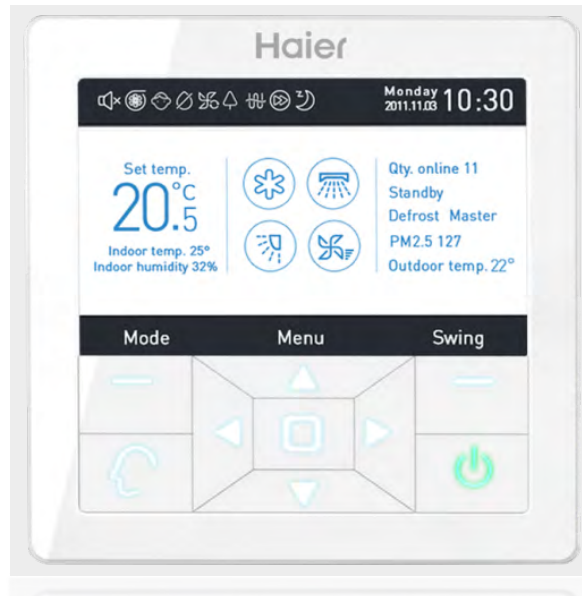 Haier
Monday
2011.11.03 10:30
Set temp.
20.5°C
Indoor temp. 25°
Indoor humidity 32%
Qty. online 11
Standby
Defrost Master
PM2.5 127
Outdoor temp. 22°
Mode Menu Swing